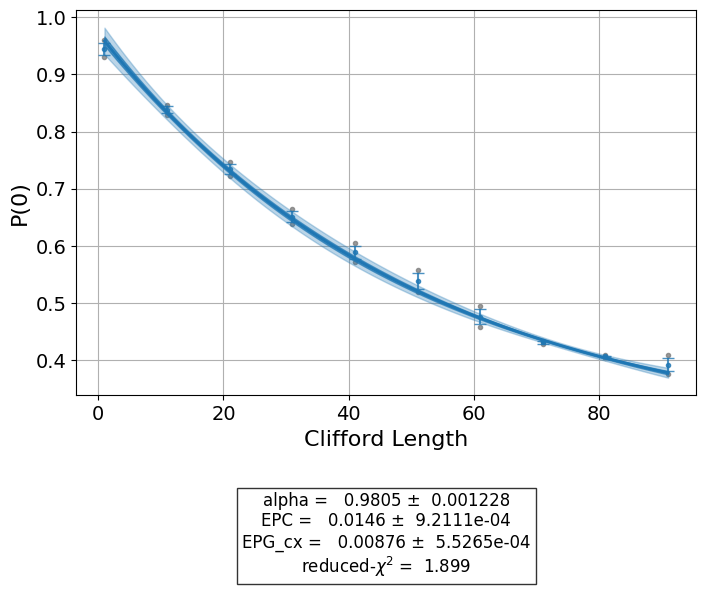 1.0
0.9
0.8
0.7
0.6
0.5
0.4
P(0)
0 20 40 60 80
Clifford Length
alpha = 0.9805 ± 0.001228
EPC = 0.0146 ± 9.2111e-04
EPG_cx = 0.00876 ± 5.5265e-04
reduced-χ² = 1.899